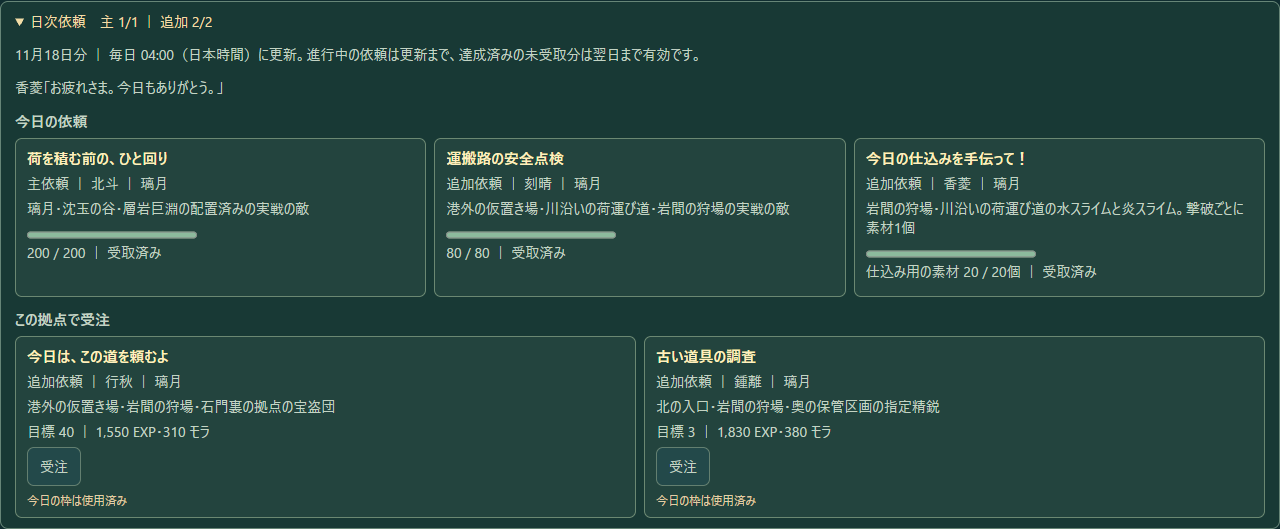 ▼ 日次依頼 主 1/1 | 追加 2/2
11月18日分 | 毎日 04:00（日本時間）に更新。進行中の依頼は更新まで、達成済みの未受取分は翌日まで有効です。
香菱「お疲れさま。今日もありがとう。」
今日の依頼
荷を積む前の、ひと回り
主依頼 | 北斗 | 璃月
璃月・沈玉の谷・層岩巨淵の配置済みの実戦の敵
200 / 200 | 受取済み
運搬路の安全点検
追加依頼 | 刻晴 | 璃月
港外の仮置き場・川沿いの荷運び道・岩間の狩場の実戦の敵
80 / 80 | 受取済み
今日の仕込みを手伝って！
追加依頼 | 香菱 | 璃月
岩間の狩場・川沿いの荷運び道の水スライムと炎スライム。撃破ごとに
素材1個
仕込み用の素材 20 / 20個 | 受取済み
この拠点で受注
今日は、この道を頼むよ
追加依頼 | 行秋 | 璃月
港外の仮置き場・岩間の狩場・石門裏の拠点の宝盗団
目標 40 | 1,550 EXP・310 モラ
受注
今日の枠は使用済み
古い道具の調査
追加依頼 | 鍾離 | 璃月
北の入口・岩間の狩場・奥の保管区画の指定精鋭
目標 3 | 1,830 EXP・380 モラ
受注
今日の枠は使用済み